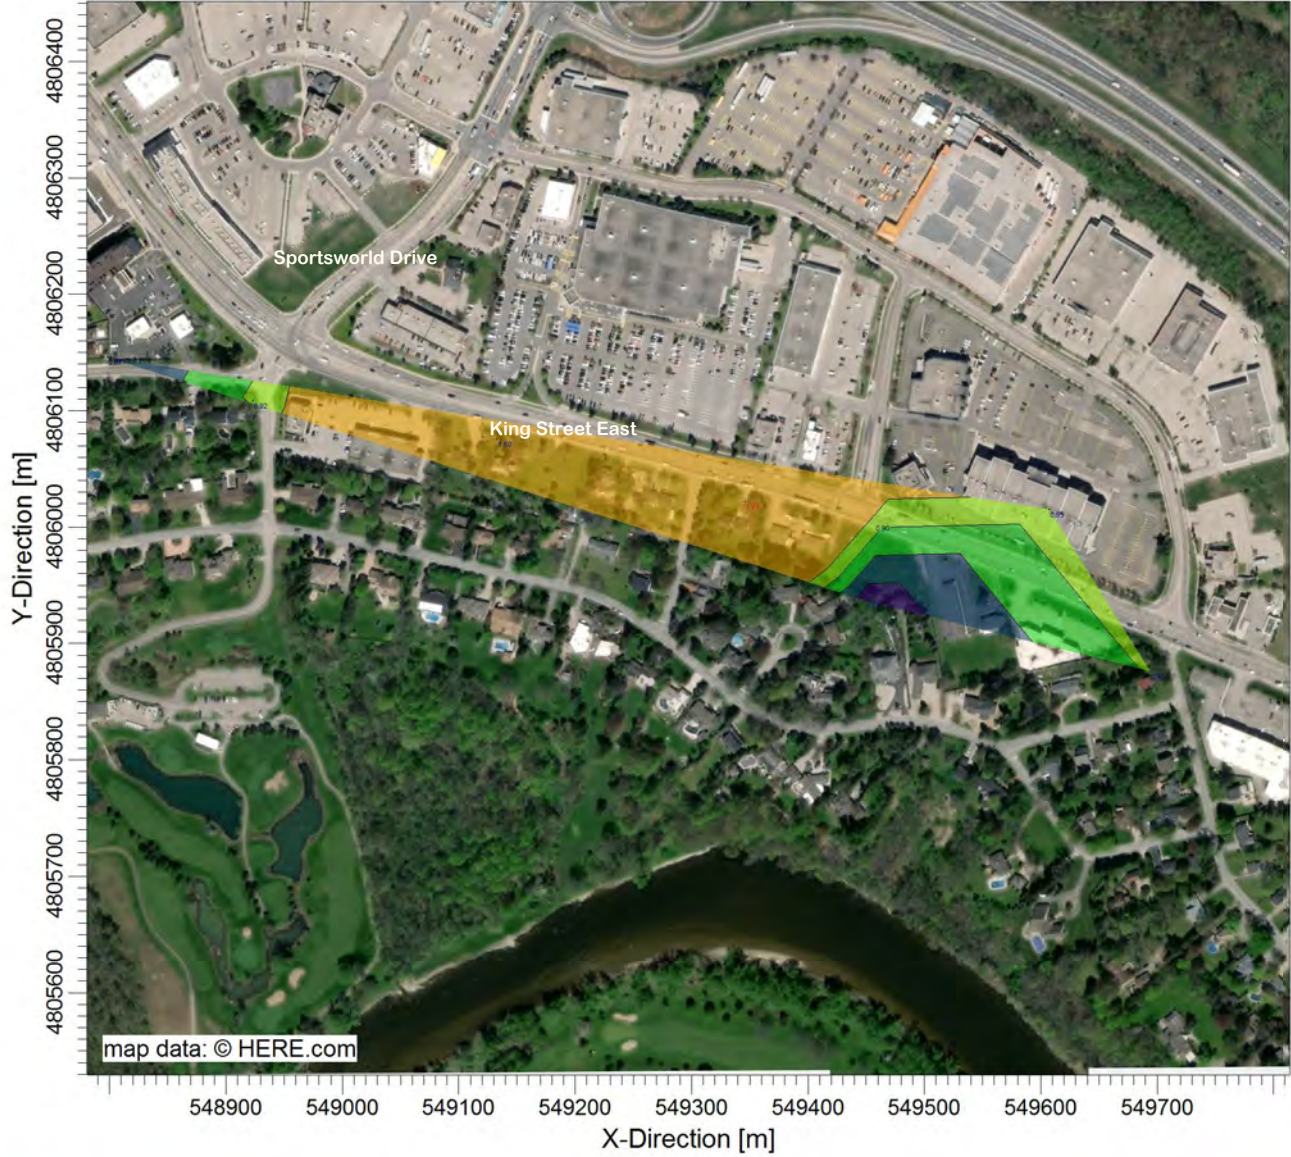 4806400
4806300
4806200
4806100
4806000
4805900
4805800
4805700
4805600
Y-Direction [m]
Sportsworld Drive
King Street East
map data: © HERE.com
548900 549000 549100 549200 549300 549400 549500 549600 549700
X-Direction [m]